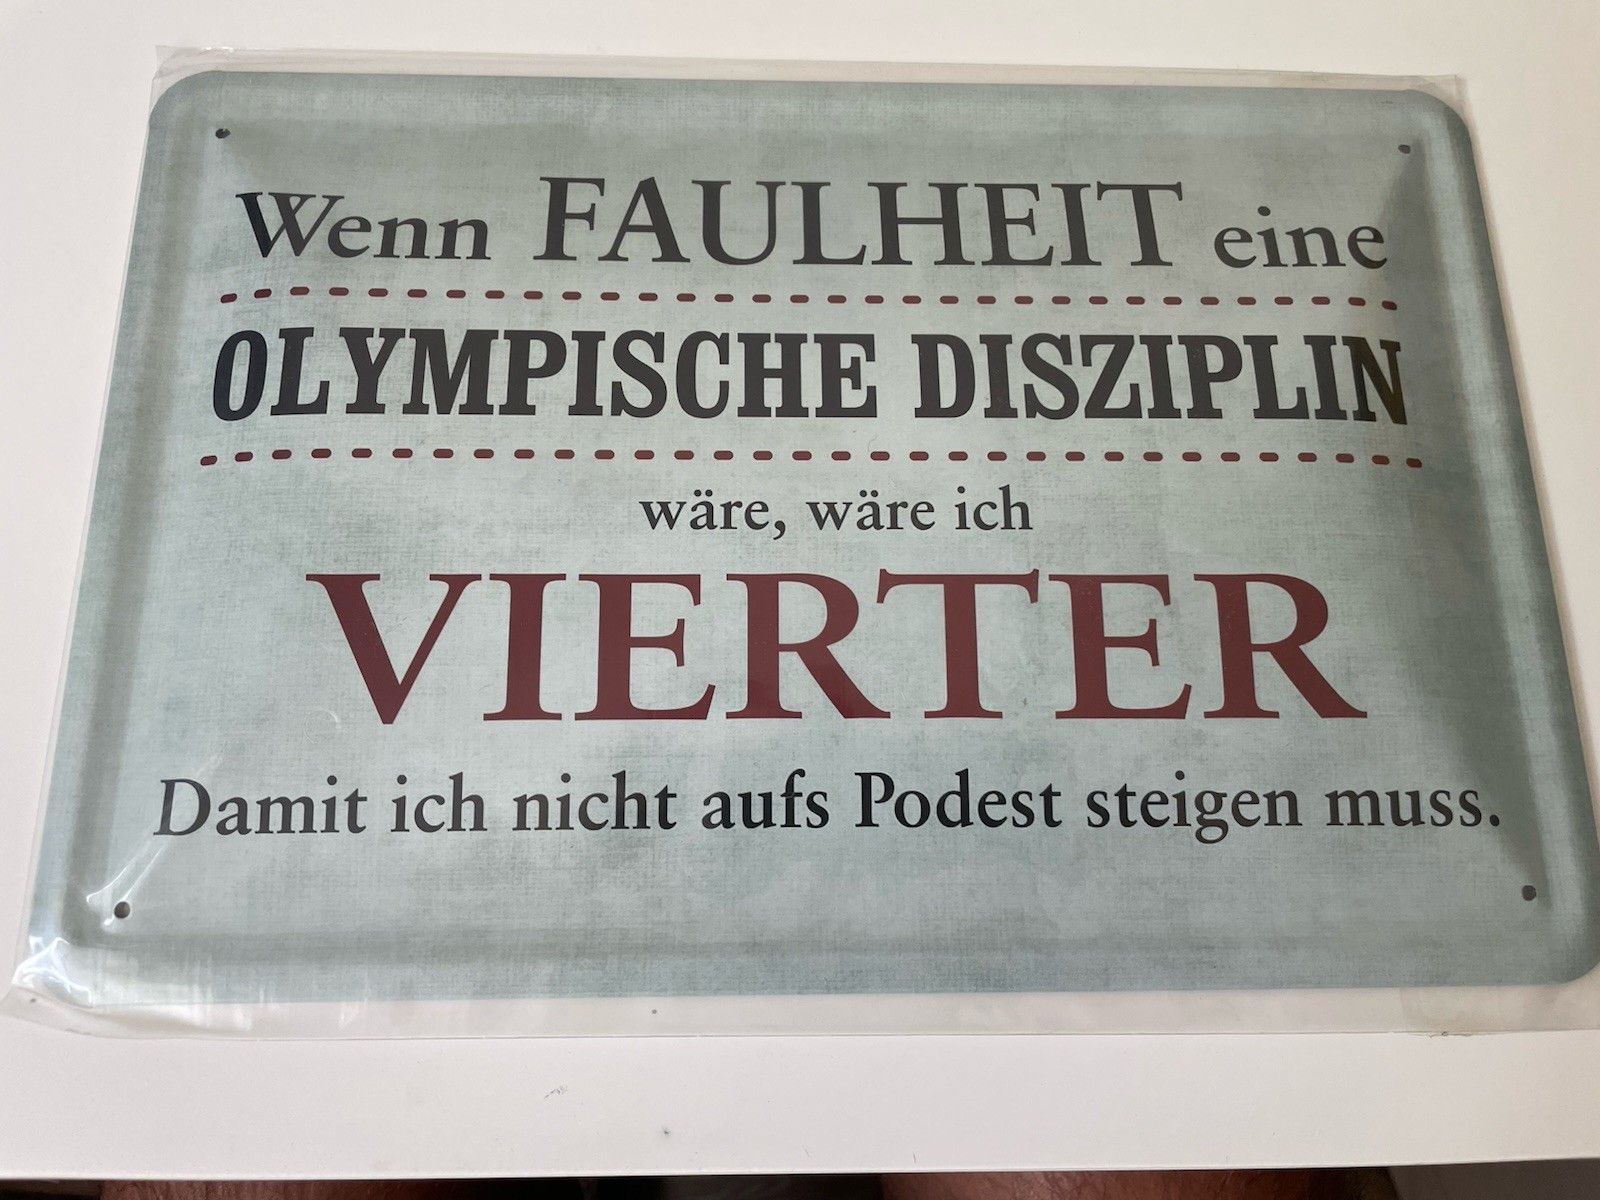 Wenn FAULHEIT eine
OLYMPISCHE DISZIPLIN
wäre, wäre ich
VIERTER
Damit ich nicht aufs Podest steigen muss.